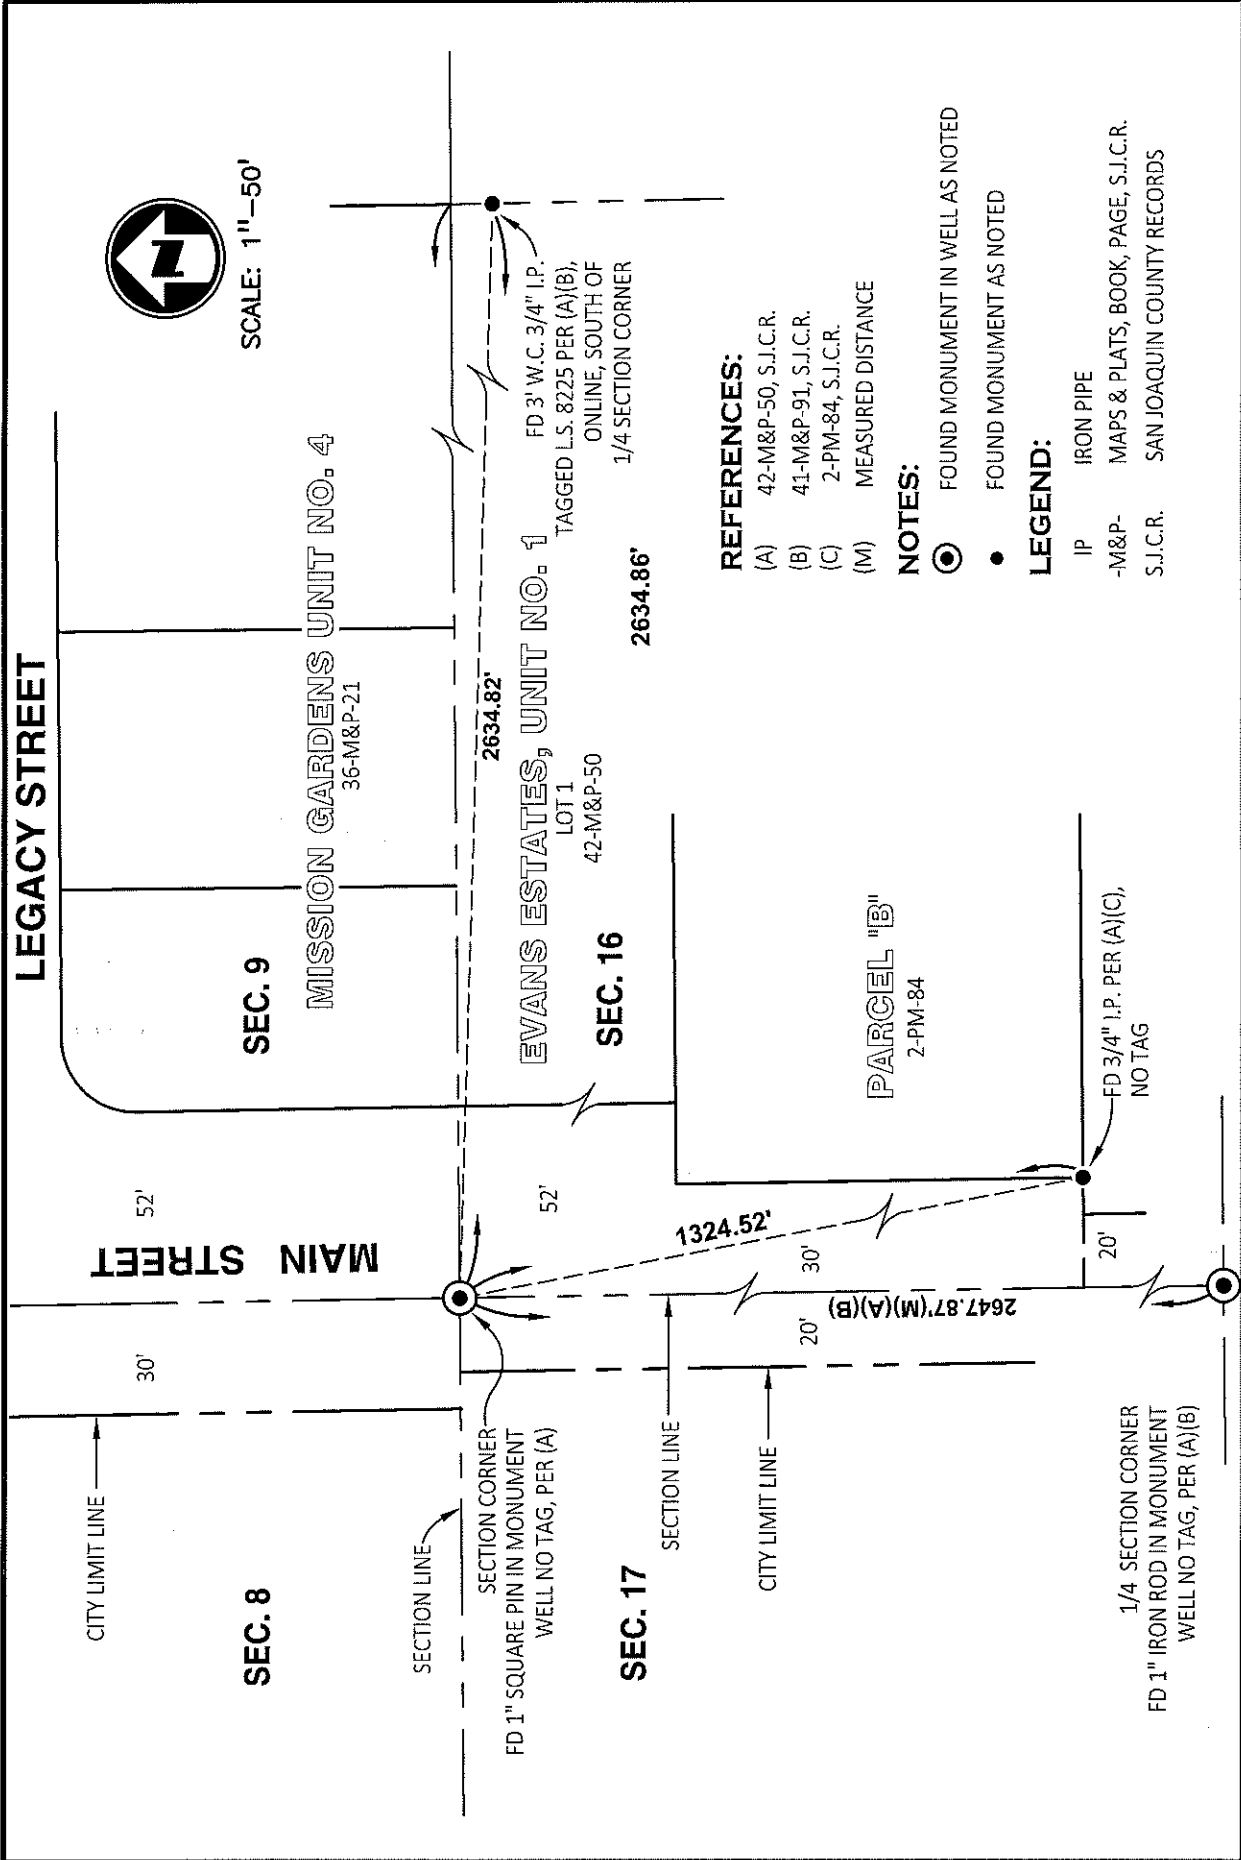 LEGACY STREET
SCALE: 1"—50'
N
MISSION GARDENS UNIT NO. 4
36-M&P-21
SEC. 9
2634.82'
EVANS ESTATES, UNIT NO. 1
LOT 1
42-M&P-50
SEC. 16
2634.86'
FD 3' W.C. 3/4" I.P.
TAGGED L.S. 8225 PER (A)(B),
ONLINE, SOUTH OF
1/4 SECTION CORNER
MAIN STREET
52'
30'
52'
CITY LIMIT LINE
SEC. 8
SECTION LINE
SECTION CORNER
FD 1" SQUARE PIN IN MONUMENT
WELL NO TAG, PER (A)
SEC. 17
SECTION LINE
CITY LIMIT LINE
1324.52'
30'
20'
2647.87'(M)(A)(B)
20'
PARCEL "B"
2-PM-84
FD 3/4" I.P. PER (A)(C),
NO TAG
1/4 SECTION CORNER
FD 1" IRON ROD IN MONUMENT
WELL NO TAG, PER (A)(B)
REFERENCES:
(A) 42-M&P-50, S.J.C.R.
(B) 41-M&P-91, S.J.C.R.
(C) 2-PM-84, S.J.C.R.
(M) MEASURED DISTANCE
NOTES:
FOUND MONUMENT IN WELL AS NOTED
FOUND MONUMENT AS NOTED
LEGEND:
IP IRON PIPE
-M&P- MAPS & PLATS, BOOK, PAGE, S.J.C.R.
S.J.C.R. SAN JOAQUIN COUNTY RECORDS